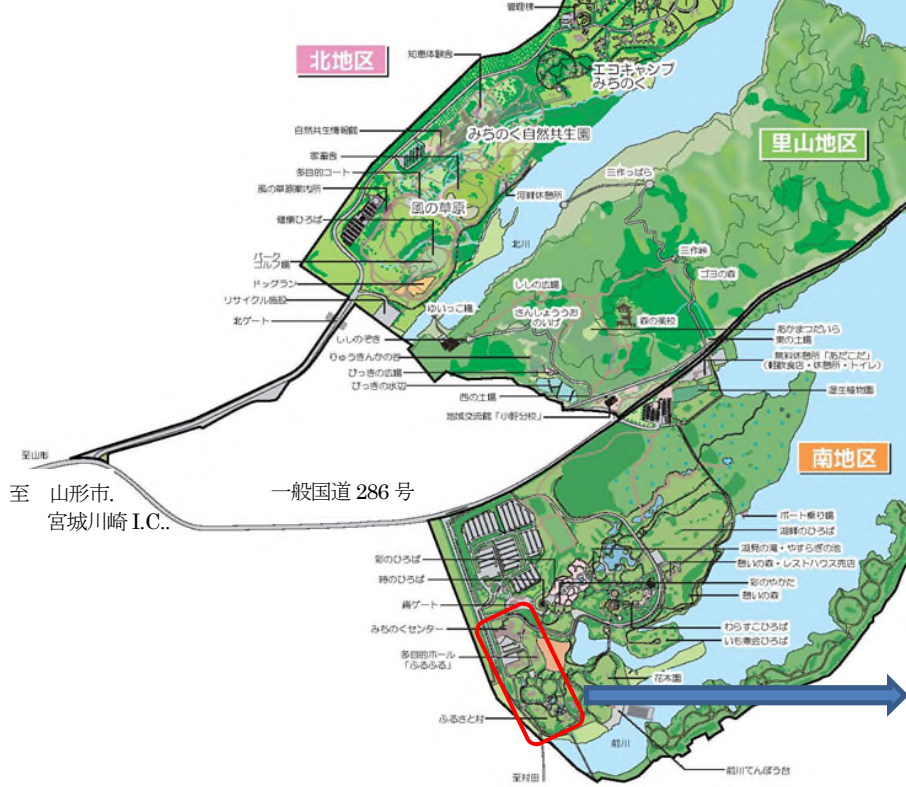 管理棟
北地区
知恵体験舎
エコキャンプ
みちのく
自然共生情報館
みちのく自然共生園
里山地区
家畜舎
多目的コート
三作っぱら
風の草原案内所
河畔休憩所
風の草原
健康ひろば
北川
三作峠
パーク
ゴルフ場
ゴヨの森
ドッグラン
ししの広場
リサイクル施設
ゆいっこ橋
さんしょううお
のいげ
森の楽校
北ゲート
あかまつだいら
東の土場
ししのぞき
無料休憩所「あだこだ」
(軽飲食店・休憩所・トイレ)
りゅうきんかの谷
びっきの広場
びっきの水辺
西の土場
湿生植物園
地域交流館「小野分校」
至山形
南地区
至 山形市.
宮城川崎 I.C..
一般国道 286 号
ボート乗り場
湖畔のひろば
彩のひろば
湖見の滝・やすらぎの池
憩いの森・レストハウス売店
時のひろば
彩のやかた
憩いの森
南ゲート
みちのくセンター
わらすこひろば
いも煮会ひろば
多目的ホール
「ふるふる」
花木園
ふるさと村
前川
前川てんぼう台
至村田